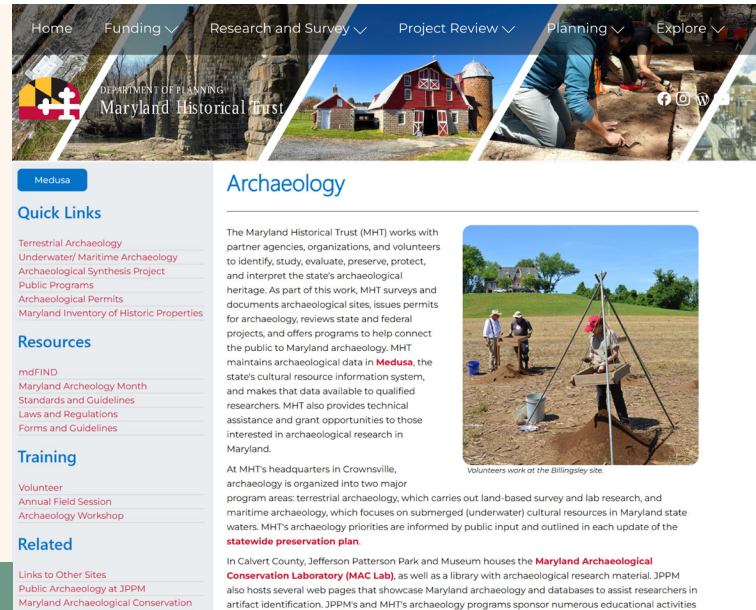 Home Funding Research and Survey Project Review Planning Explore
DEPARTMENT OF PLANNING
Maryland Historical Trust
Medusa
Quick Links
Terrestrial Archaeology
Underwater/ Maritime Archaeology
Archaeological Synthesis Project
Public Programs
Archaeological Permits
Maryland Inventory of Historic Properties
Resources
mdFIND
Maryland Archeology Month
Standards and Guidelines
Laws and Regulations
Forms and Guidelines
Training
Volunteer
Annual Field Session
Archaeology Workshop
Related
Links to Other Sites
Public Archaeology at JPPM
Maryland Archaeological Conservation
Archaeology
The Maryland Historical Trust (MHT) works with
partner agencies, organizations, and volunteers
to identify, study, evaluate, preserve, protect,
and interpret the state's archaeological
heritage. As part of this work, MHT surveys and
documents archaeological sites, issues permits
for archaeology, reviews state and federal
projects, and offers programs to help connect
the public to Maryland archaeology. MHT
maintains archaeological data in Medusa, the
state's cultural resource information system,
and makes that data available to qualified
researchers. MHT also provides technical
assistance and grant opportunities to those
interested in archaeological research in
Maryland.
Volunteers work at the Billingsley site.
At MHT's headquarters in Crownsville,
archaeology is organized into two major
program areas: terrestrial archaeology, which carries out land-based survey and lab research, and
maritime archaeology, which focuses on submerged (underwater) cultural resources in Maryland state
waters. MHT's archaeology priorities are informed by public input and outlined in each update of the
statewide preservation plan.
In Calvert County, Jefferson Patterson Park and Museum houses the Maryland Archaeological
Conservation Laboratory (MAC Lab), as well as a library with archaeological research material. JPPM
also hosts several web pages that showcase Maryland archaeology and databases to assist researchers in
artifact identification. JPPM's and MHT's archaeology programs sponsor numerous educational activities